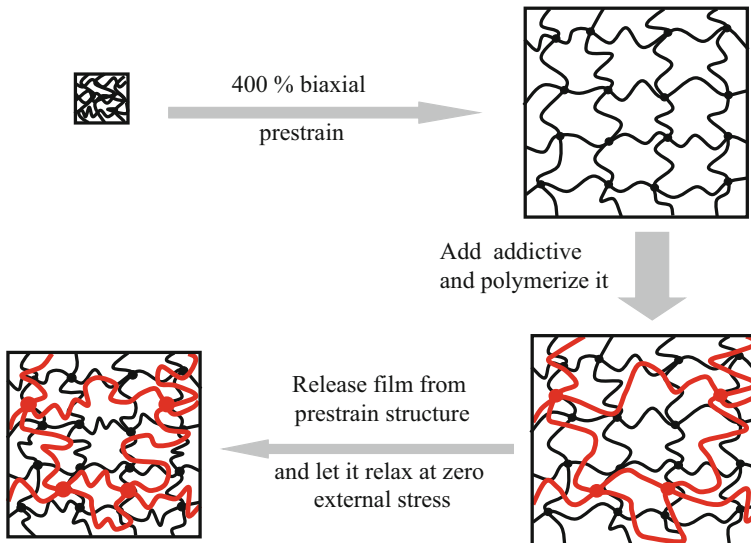 400 % biaxial
prestrain
Add addictive
and polymerize it
Release film from
prestrain structure
and let it relax at zero
external stress